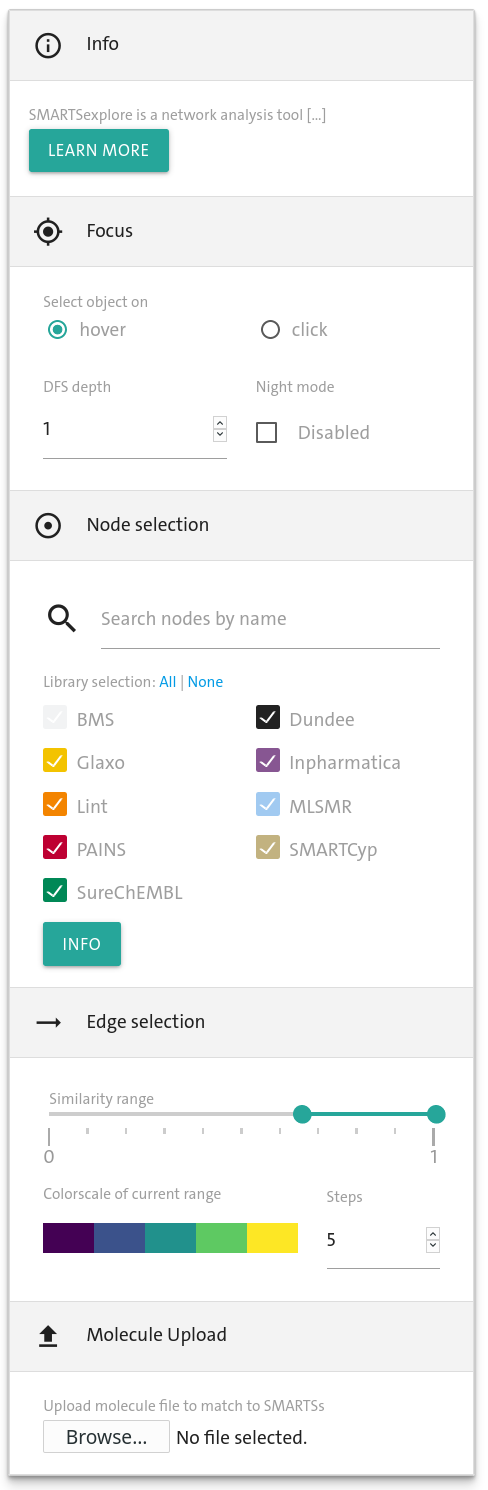 Info
SMARTSexplore is a network analysis tool [...]
LEARN MORE
Focus
Select object on
hover click
DFS depth Night mode
1 Disabled
Node selection
Search nodes by name
Library selection: All | None
BMS Dundee
Glaxo Inpharmatica
Lint MLSMR
PAINS SMARTCyp
SureChEMBL
INFO
Edge selection
Similarity range
0 1
Colorscale of current range Steps
5
Molecule Upload
Upload molecule file to match to SMARTSs
Browse... No file selected.